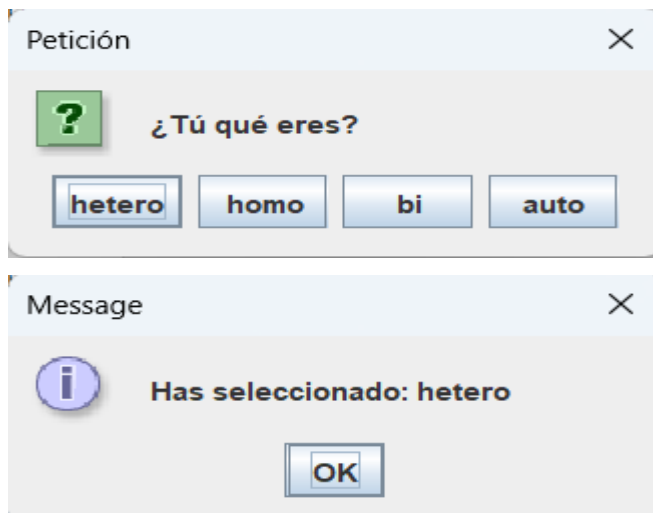 Petición
¿Tú qué eres?
hetero homo bi auto
Message
Has seleccionado: hetero
OK